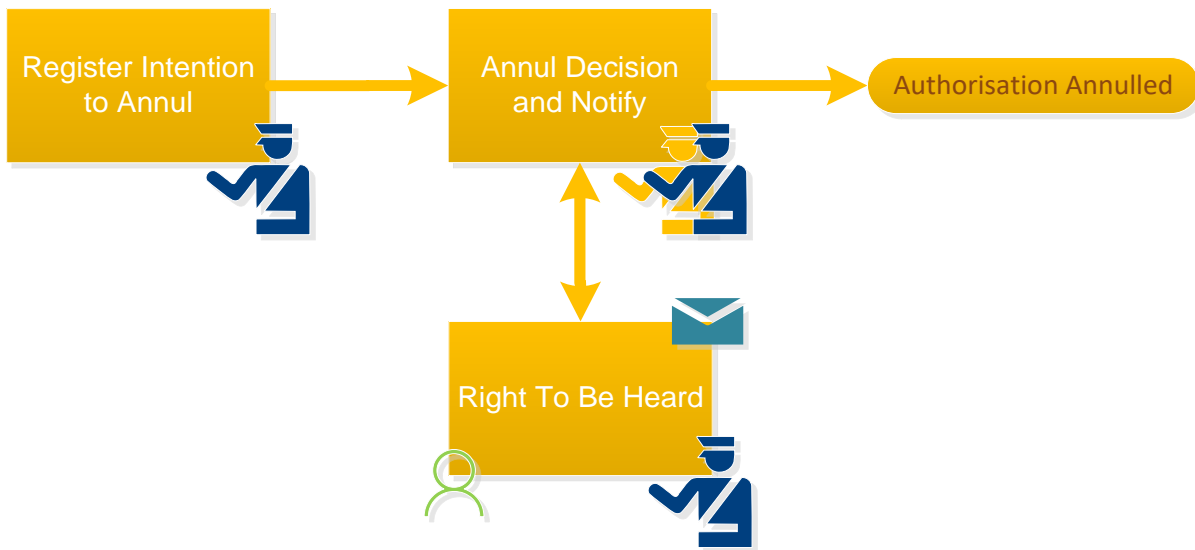 Register Intention
to Annul
Annul Decision
and Notify
Authorisation Annulled
Right To Be Heard